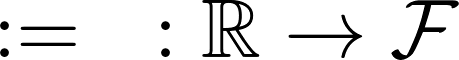 := : ℝ → ℱ